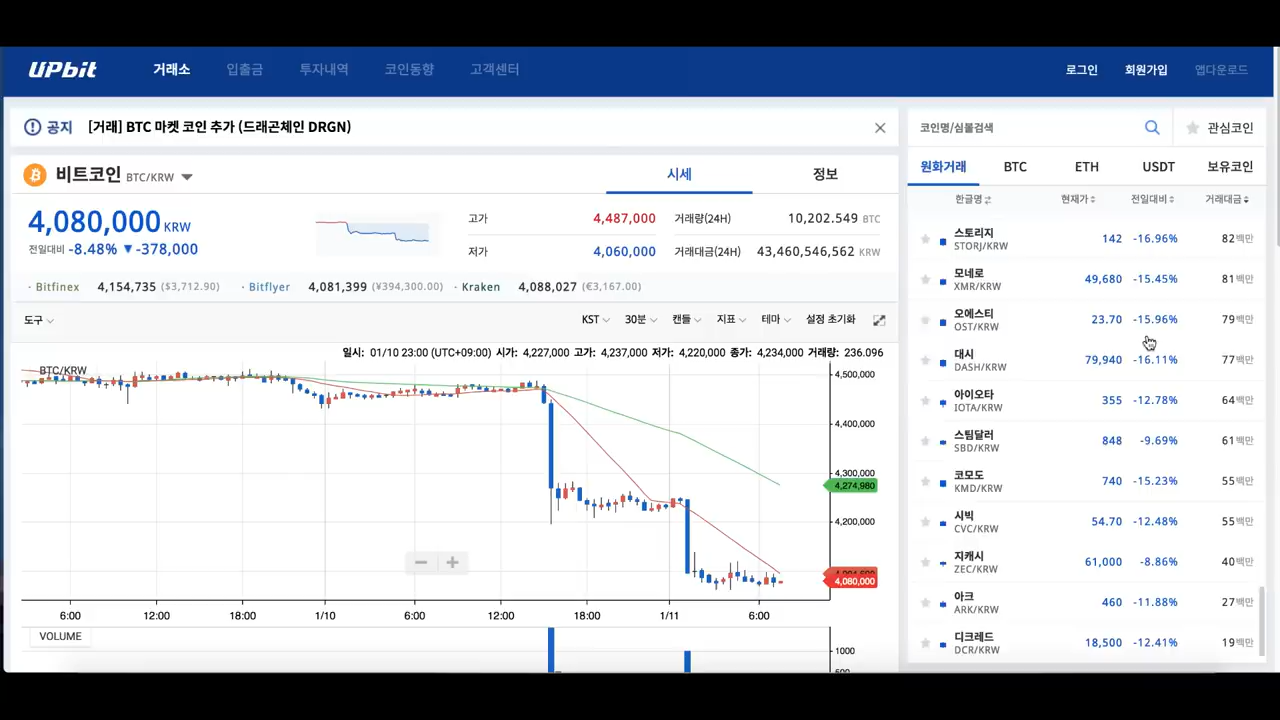 UPbit 거래소 입출금 투자내역 코인동향 고객센터 로그인 회원가입 앱다운로드
공지 [거래] BTC 마켓 코인 추가 (드래곤체인 DRGN)
비트코인 BTC/KRW 시세 정보
4,080,000 KRW
전일대비 -8.48% ▼-378,000
고가 4,487,000 거래량(24H) 10,202.549 BTC
저가 4,060,000 거래대금(24H) 43,460,546,562 KRW
· Bitfinex 4,154,735 ($3,712.90) · Bitflyer 4,081,399 (¥394,300.00) · Kraken 4,088,027 (€3,167.00)
도구 KST 30분 캔들 지표 테마 설정 초기화
일시: 01/10 23:00 (UTC+09:00) 시가: 4,227,000 고가: 4,237,000 저가: 4,220,000 종가: 4,234,000 거래량: 236.096
BTC/KRW
4,500,000
4,400,000
4,300,000
4,274,980
4,200,000
4,080,000
6:00 12:00 18:00 1/10 6:00 12:00 18:00 1/11 6:00
VOLUME
1000
500
코인명/심볼검색 관심코인
원화거래 BTC ETH USDT 보유코인
한글명 현재가 전일대비 거래대금
스토리지 142 -16.96% 82백만
STORJ/KRW
모네로 49,680 -15.45% 81백만
XMR/KRW
오에스티 23.70 -15.96% 79백만
OST/KRW
대시 79,940 -16.11% 77백만
DASH/KRW
아이오타 355 -12.78% 64백만
IOTA/KRW
스팀달러 848 -9.69% 61백만
SBD/KRW
코모도 740 -15.23% 55백만
KMD/KRW
시빅 54.70 -12.48% 55백만
CVC/KRW
지캐시 61,000 -8.86% 40백만
ZEC/KRW
아크 460 -11.88% 27백만
ARK/KRW
디크레드 18,500 -12.41% 19백만
DCR/KRW